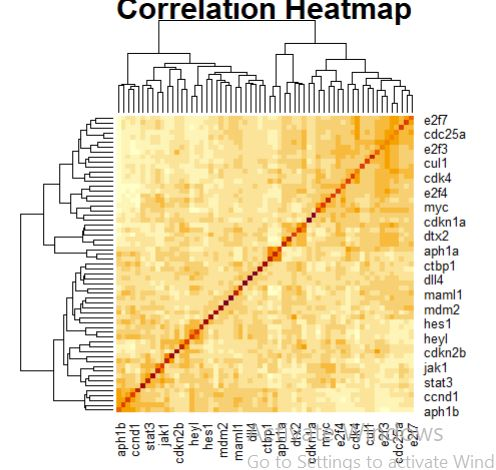 Correlation Heatmap
e2f7
cdc25a
e2f3
cul1
cdk4
e2f4
myc
cdkn1a
dtx2
aph1a
ctbp1
dll4
maml1
mdm2
hes1
heyl
cdkn2b
jak1
stat3
ccnd1
aph1b
aph1b
ccnd1
stat3
jak1
cdkn2b
heyl
hes1
mdm2
maml1
dll4
ctbp1
aph1a
dtx2
cdkn1a
myc
e2f4
cdk4
cul1
e2f3
cdc25a
e2f7
Go to Settings to activate Wind